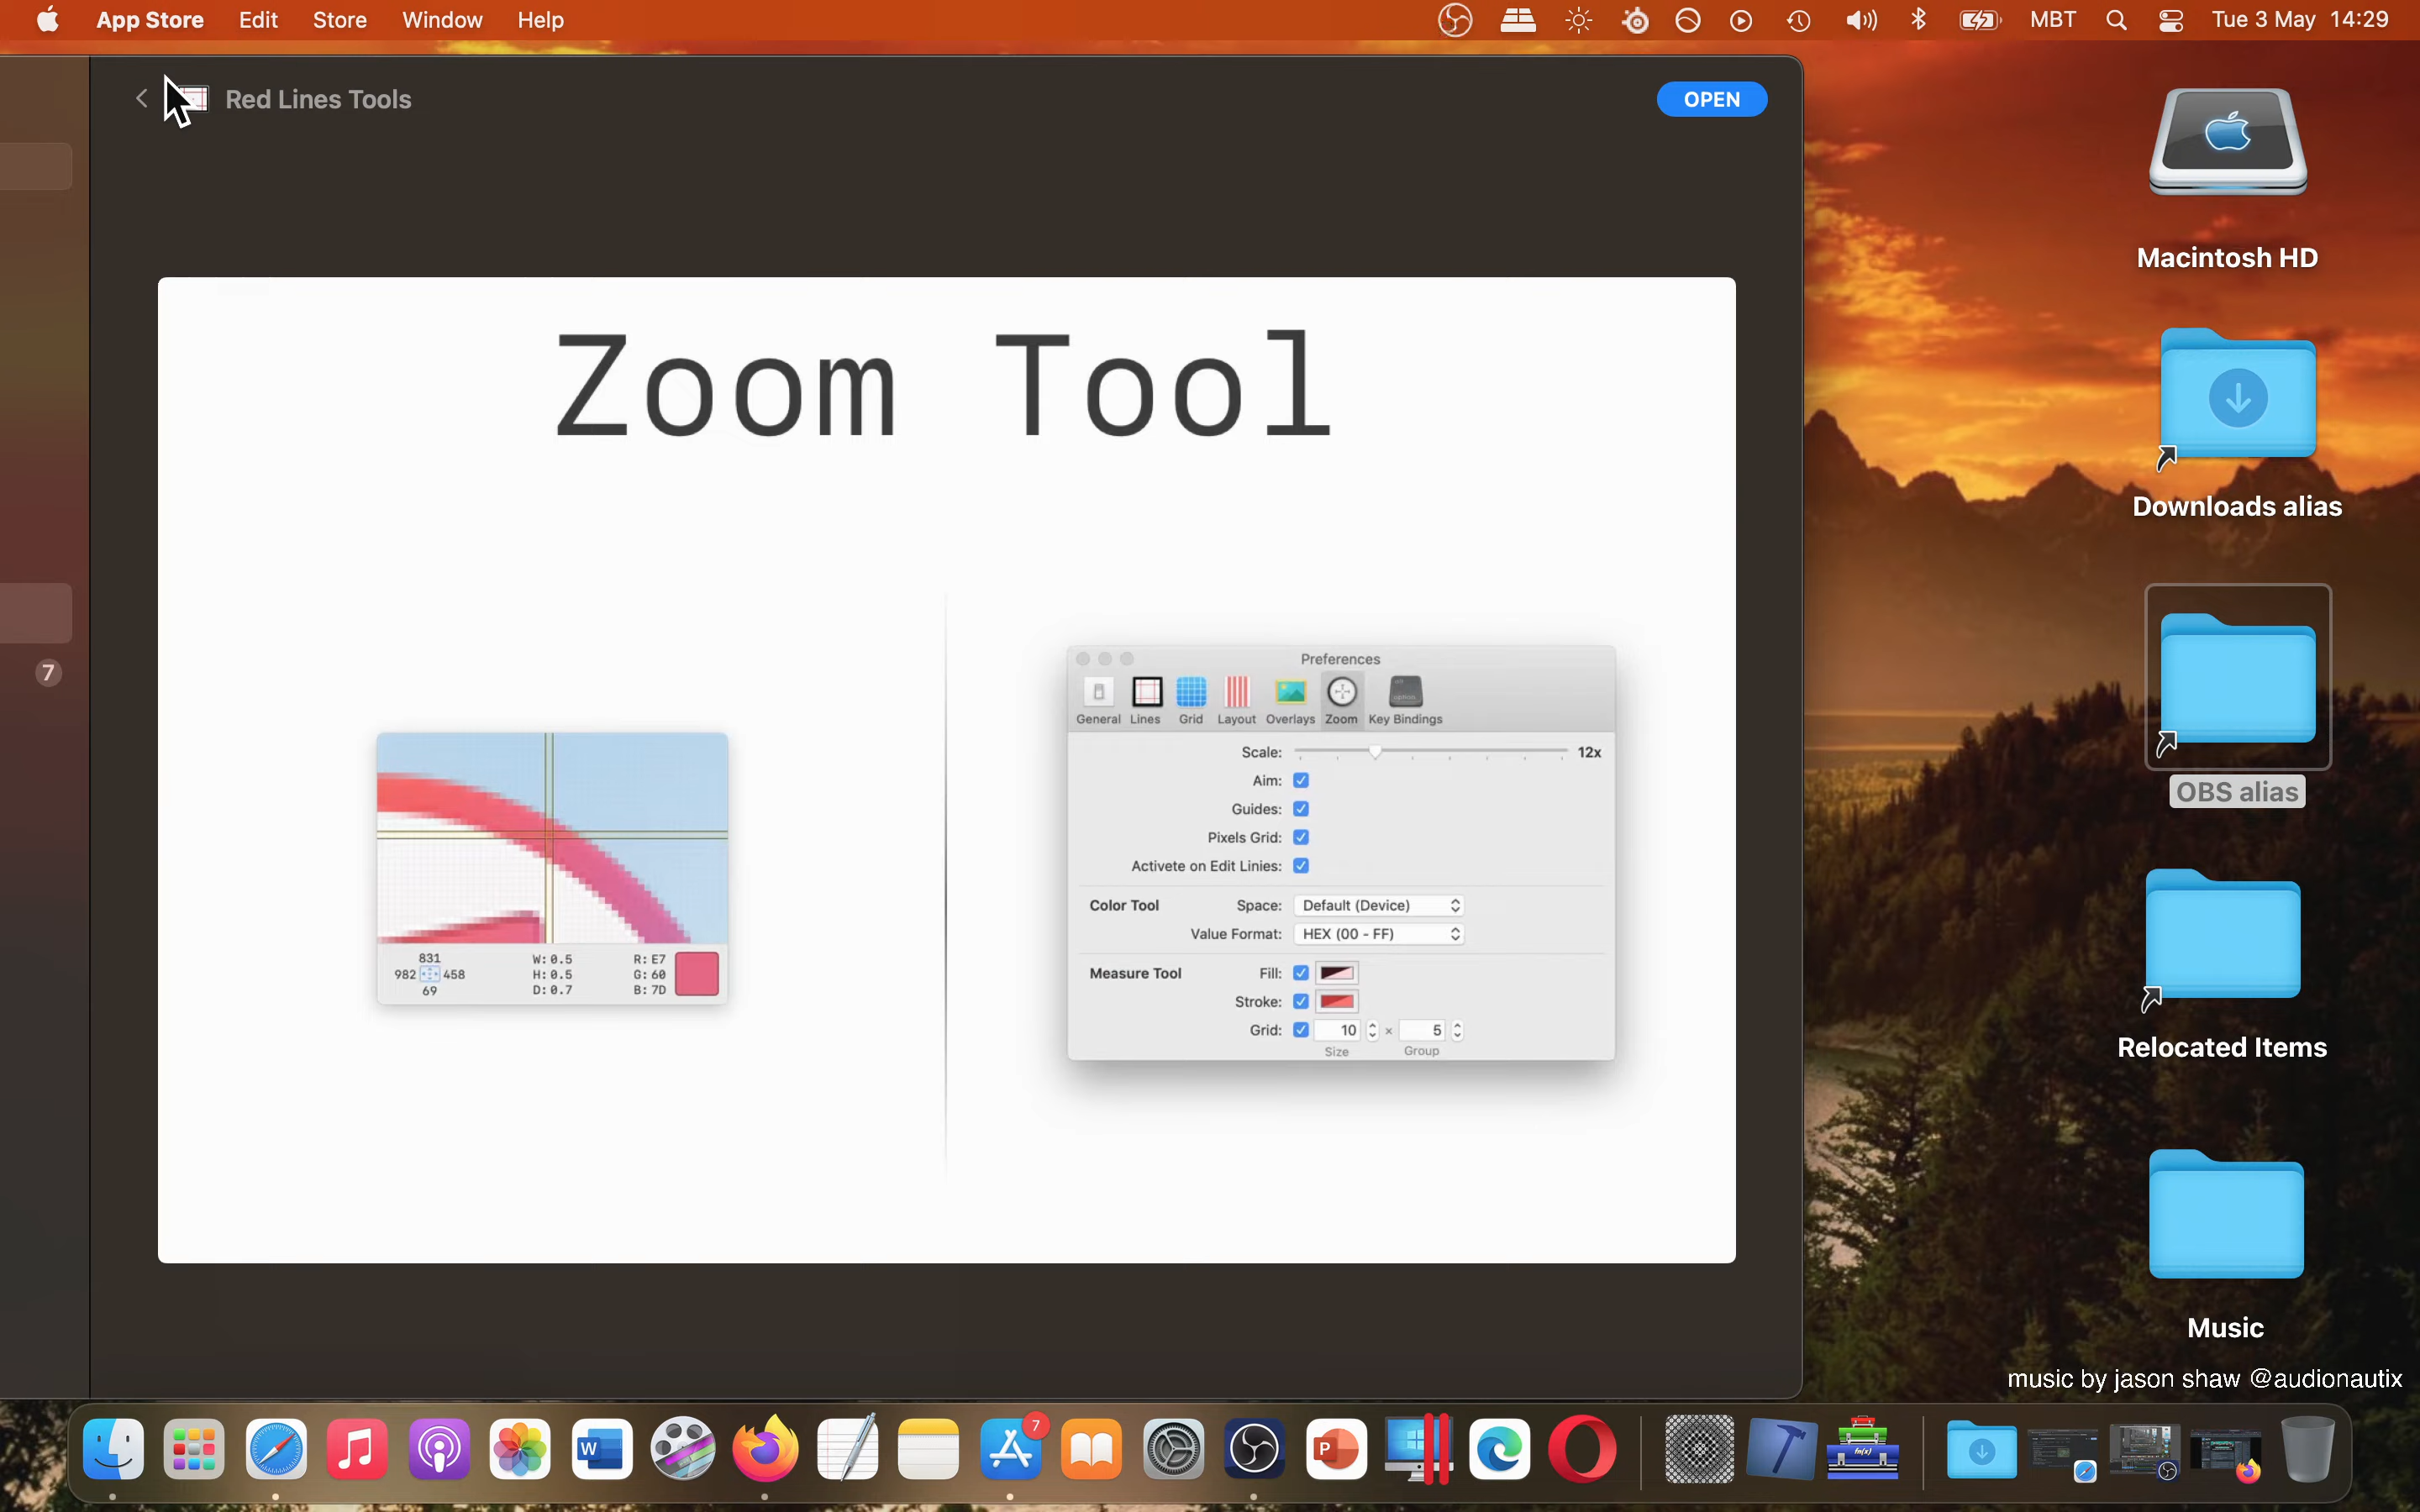 App Store Edit Store Window Help MBT Tue 3 May 14:29
Red Lines Tools OPEN
7
Zoom Tool
831
982 458
69
W: 0.5
H: 0.5
D: 0.7
R: E7
G: 60
B: 7D
Preferences
General Lines Grid Layout Overlays Zoom Key Bindings
Scale: 12x
Aim:
Guides:
Pixels Grid:
Activete on Edit Linies:
Color Tool Space: Default (Device)
Value Format: HEX (00 - FF)
Measure Tool Fill:
Stroke:
Grid: 10 × 5
Size Group
Macintosh HD
Downloads alias
OBS alias
Relocated Items
Music
music by jason shaw @audionautix
W
7
P
fn(s)